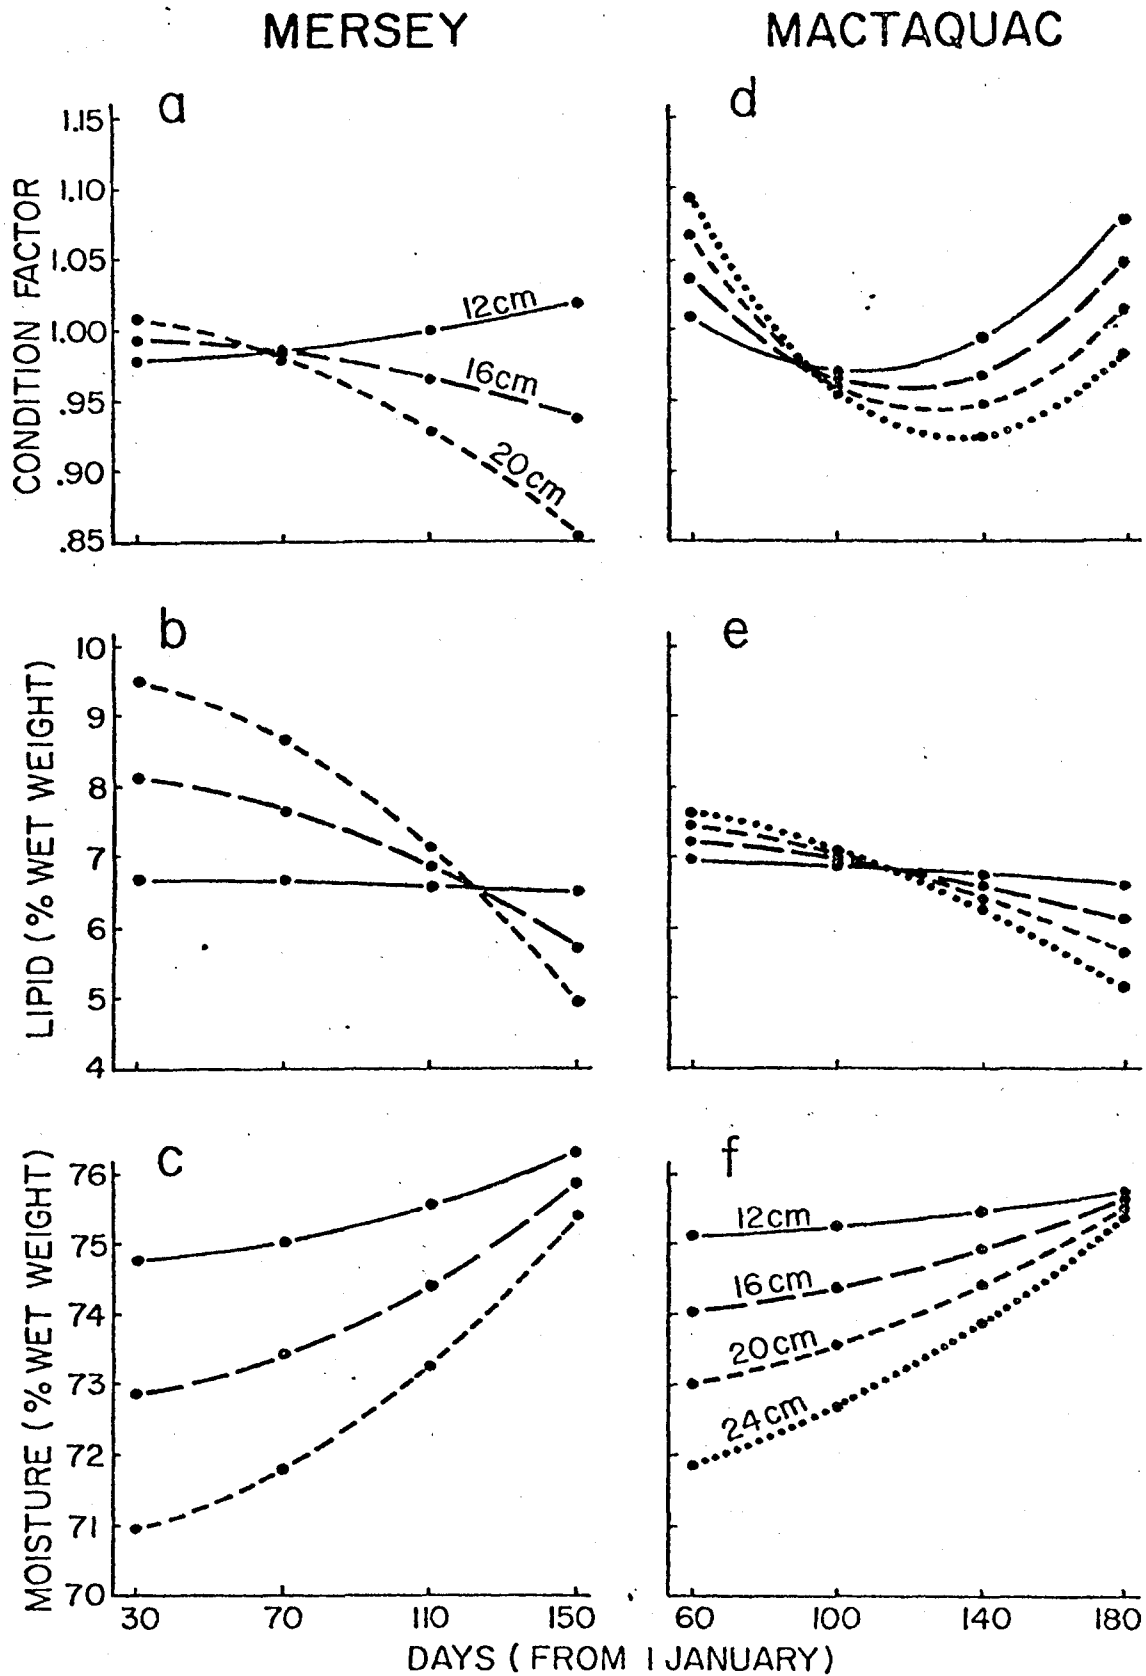 MERSEY
MACTAQUAC
a
d
CONDITION FACTOR
1.15
1.10
1.05
1.00
.95
.90
.85
12cm
16cm
20cm
b
e
LIPID (% WET WEIGHT)
10
9
8
7
6
5
4
c
f
MOISTURE (% WET WEIGHT)
76
75
74
73
72
71
70
12cm
16cm
20cm
24cm
30 70 110 150
60 100 140 180
DAYS (FROM 1 JANUARY)